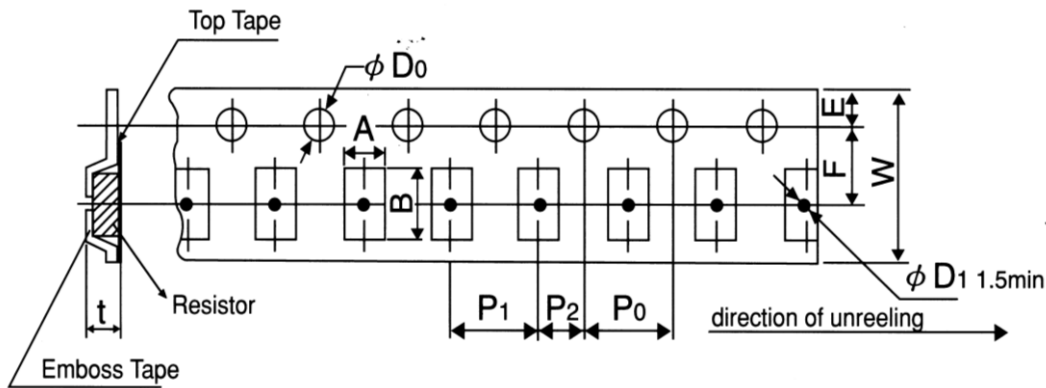 Top Tape
φ D0
E
A
F
W
B
φ D1 1.5min
Resistor
t
P1
P2
P0
direction of unreeling
Emboss Tape